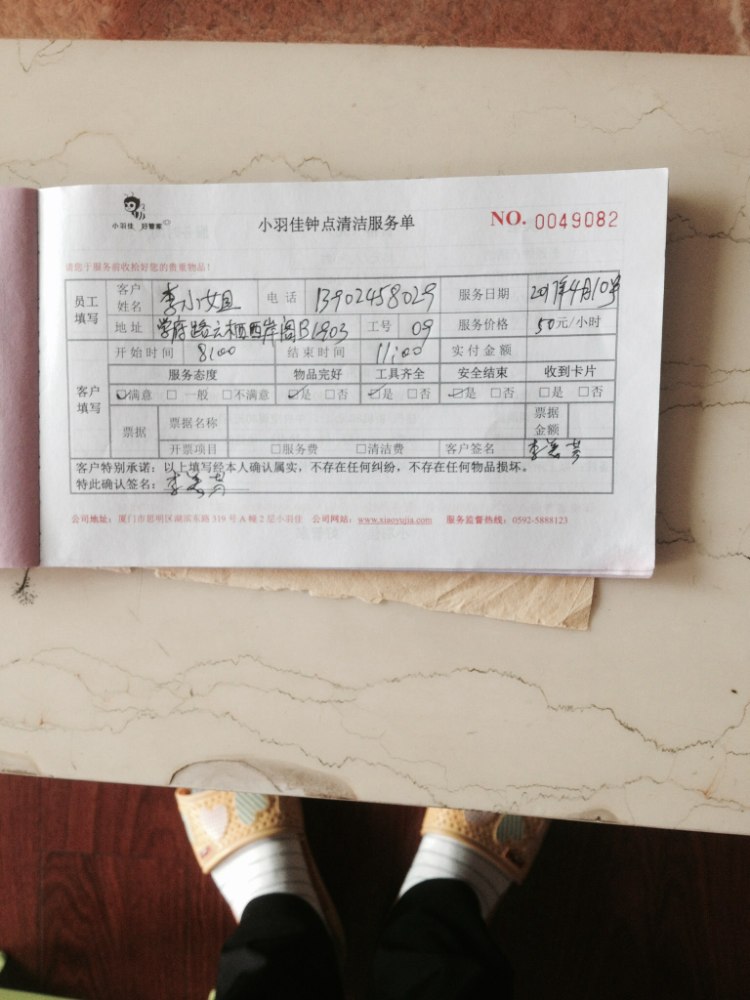 小羽佳 好管家
小羽佳钟点清洁服务单
NO. 0049082
请您于服务前收检好您的贵重物品!
员工填写 客户姓名 李小姐 电话 13902458029 服务日期 2017年4月10号
地址 学府路云栖西岸阁B1903 工号 09 服务价格 50元/小时
开始时间 8:00 结束时间 11:00 实付金额
客户填写 服务态度 物品完好 工具齐全 安全结束 收到卡片
☑满意 □一般 □不满意 ☑是 □否 ☑是 □否 ☑是 □否 □是 □否
票据 票据名称 票据金额
开票项目 □服务费 □清洁费 客户签名 李
客户特别承诺:以上填写经本人确认属实,不存在任何纠纷,不存在任何物品损坏。
特此确认签名: 李
公司地址:厦门市思明区湖滨东路 319 号 A 幢 2 层小羽佳 公司网站:www.xiaoyujia.com 服务监督热线:0592-5888123